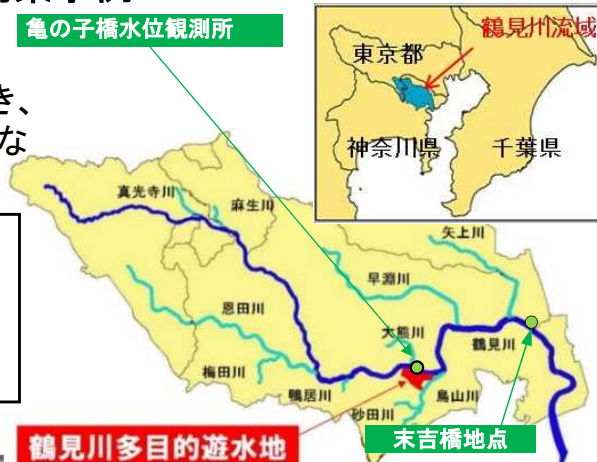 亀の子橋水位観測所
き、
な
鶴見川流域
東京都
神奈川県
千葉県
真光寺川
麻生川
矢上川
早淵川
恩田川
大熊川
鶴見川
梅田川
鴨居川
鳥山川
砂田川
鶴見川多目的遊水地
末吉橋地点